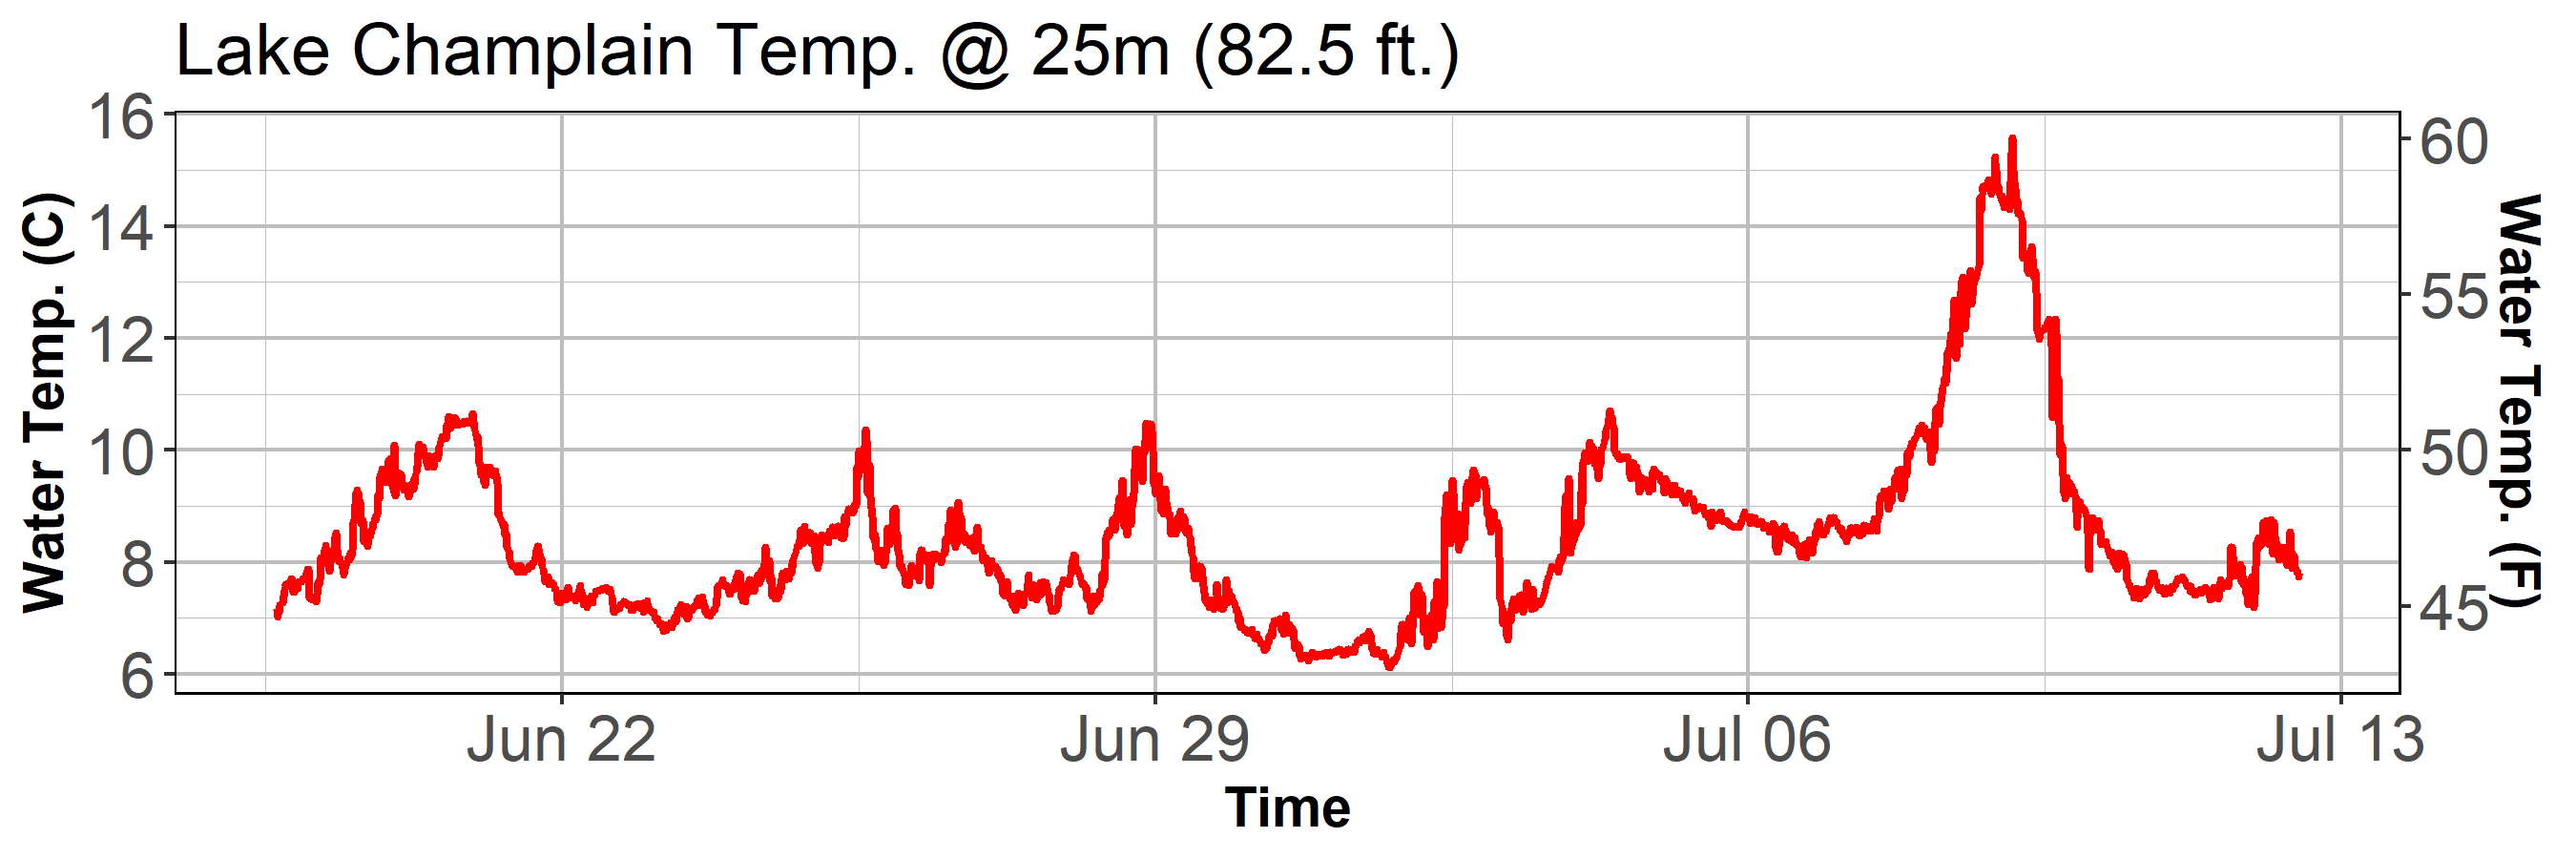 Lake Champlain Temp. @ 25m (82.5 ft.)
Water Temp. (C)
16
14
12
10
8
6
60
55
50
45
Water Temp. (F)
Jun 22
Jun 29
Jul 06
Jul 13
Time